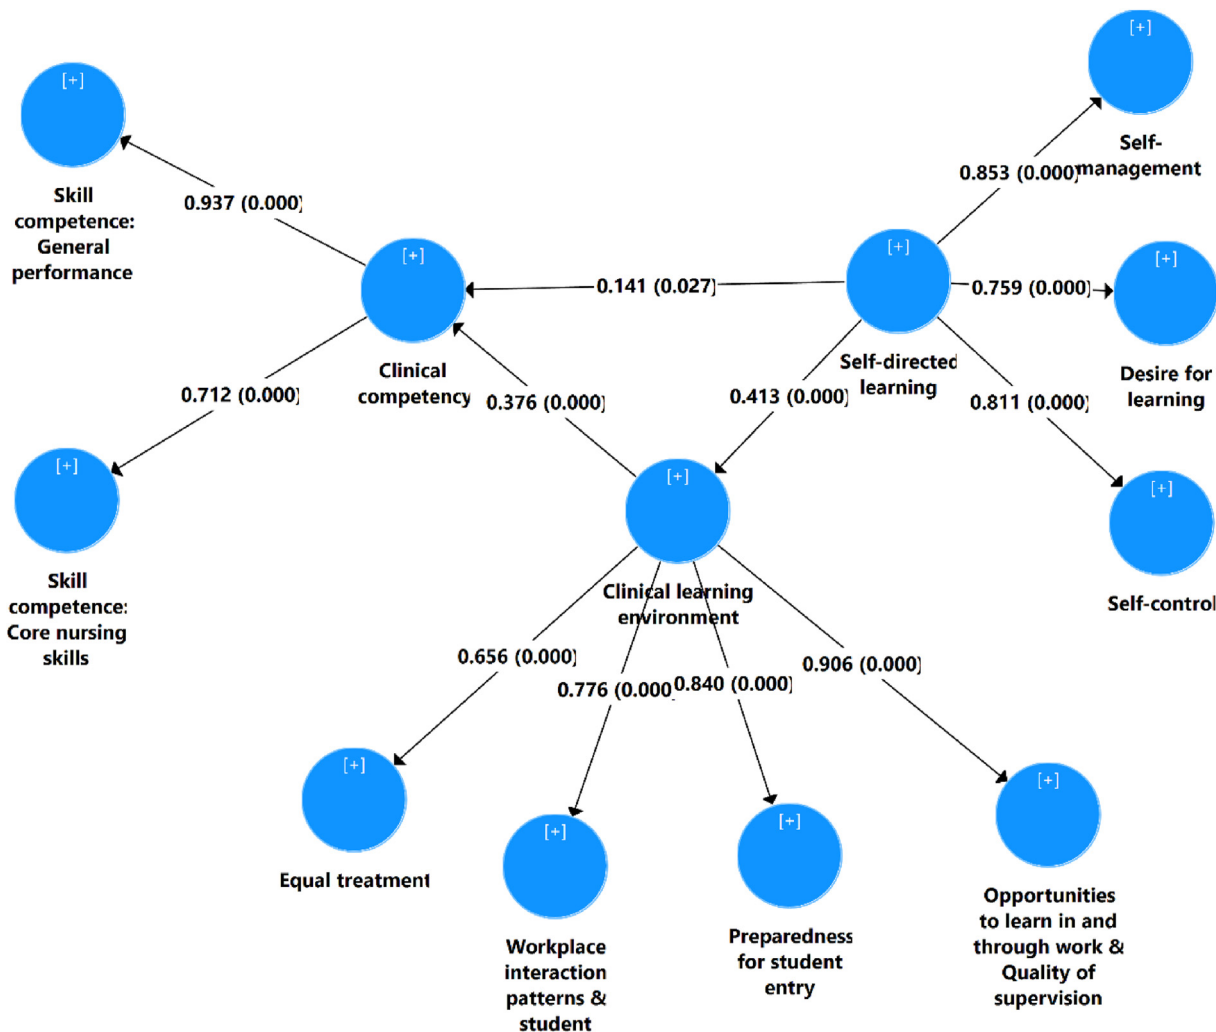 [+]
Skill
competence:
General
performance
[+]
Self-
management
0.937 (0.000)
0.853 (0.000)
[+]
Clinical
competency
[+]
Self-directed
learning
[+]
Desire for
learning
0.141 (0.027)
0.759 (0.000)
0.712 (0.000)
0.376 (0.000)
0.413 (0.000)
0.811 (0.000)
[+]
Skill
competence:
Core nursing
skills
[+]
Clinical learning
environment
[+]
Self-control
0.656 (0.000)
0.776 (0.000)
0.840 (0.000)
0.906 (0.000)
[+]
Equal treatment
[+]
Workplace
interaction
patterns &
student
[+]
Preparedness
for student
entry
[+]
Opportunities
to learn in and
through work &
Quality of
supervision